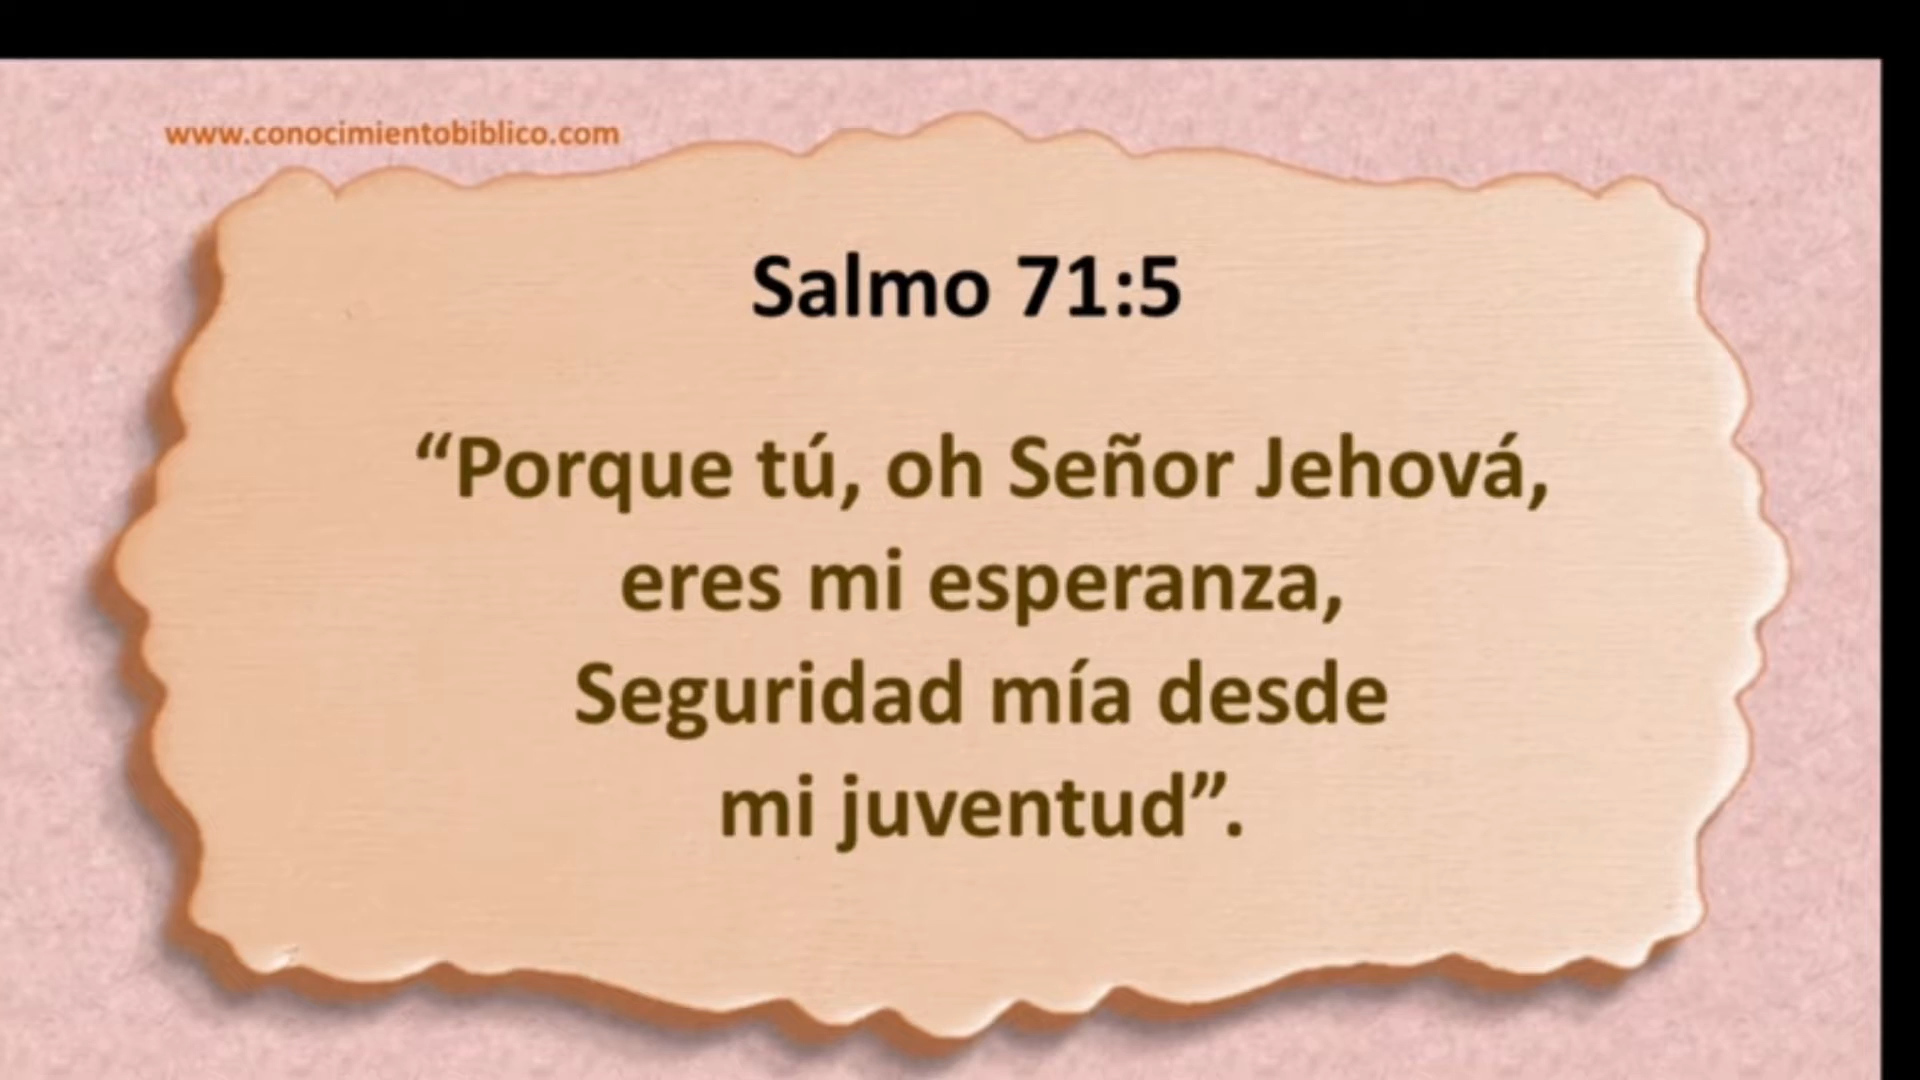 www.conocimientobiblico.com
Salmo 71:5
“Porque tú, oh Señor Jehová,
eres mi esperanza,
Seguridad mía desde
mi juventud”.